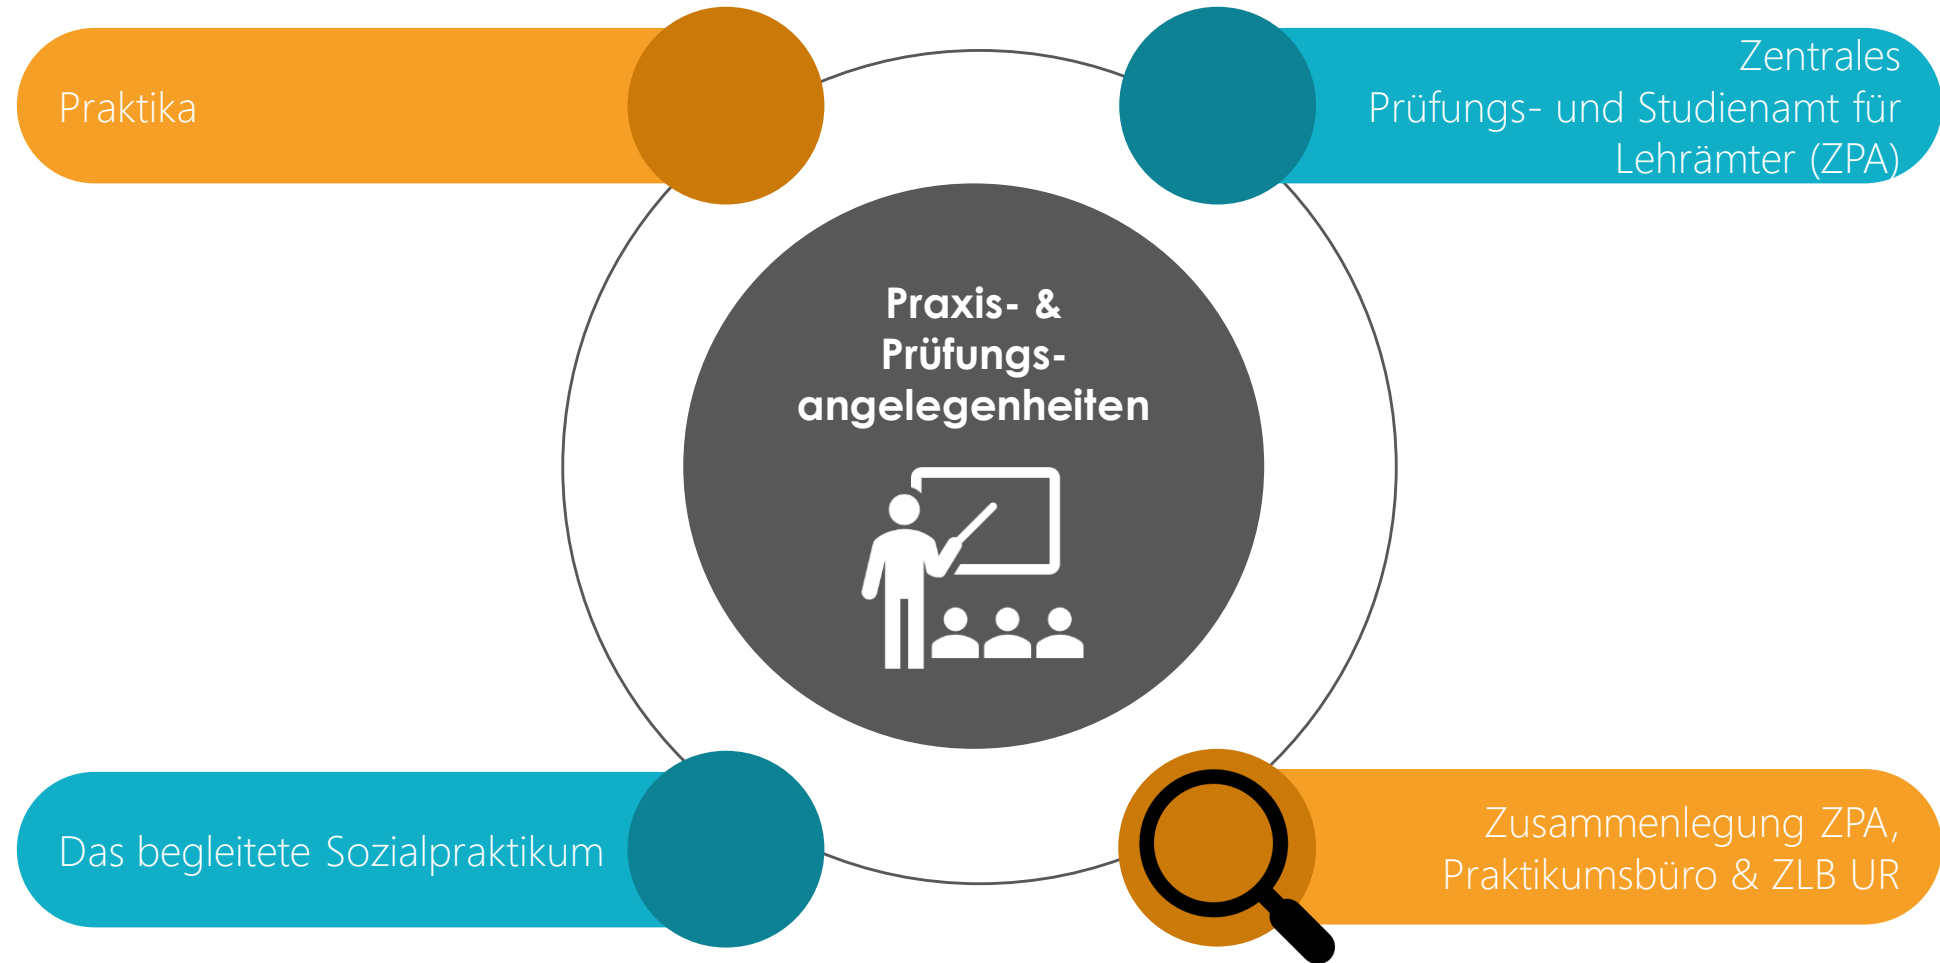 Praktika
Zentrales
Prüfungs- und Studienamt für
Lehrämter (ZPA)
Praxis- &
Prüfungs-
angelegenheiten
Das begleitete Sozialpraktikum
Zusammenlegung ZPA,
Praktikumsbüro & ZLB UR